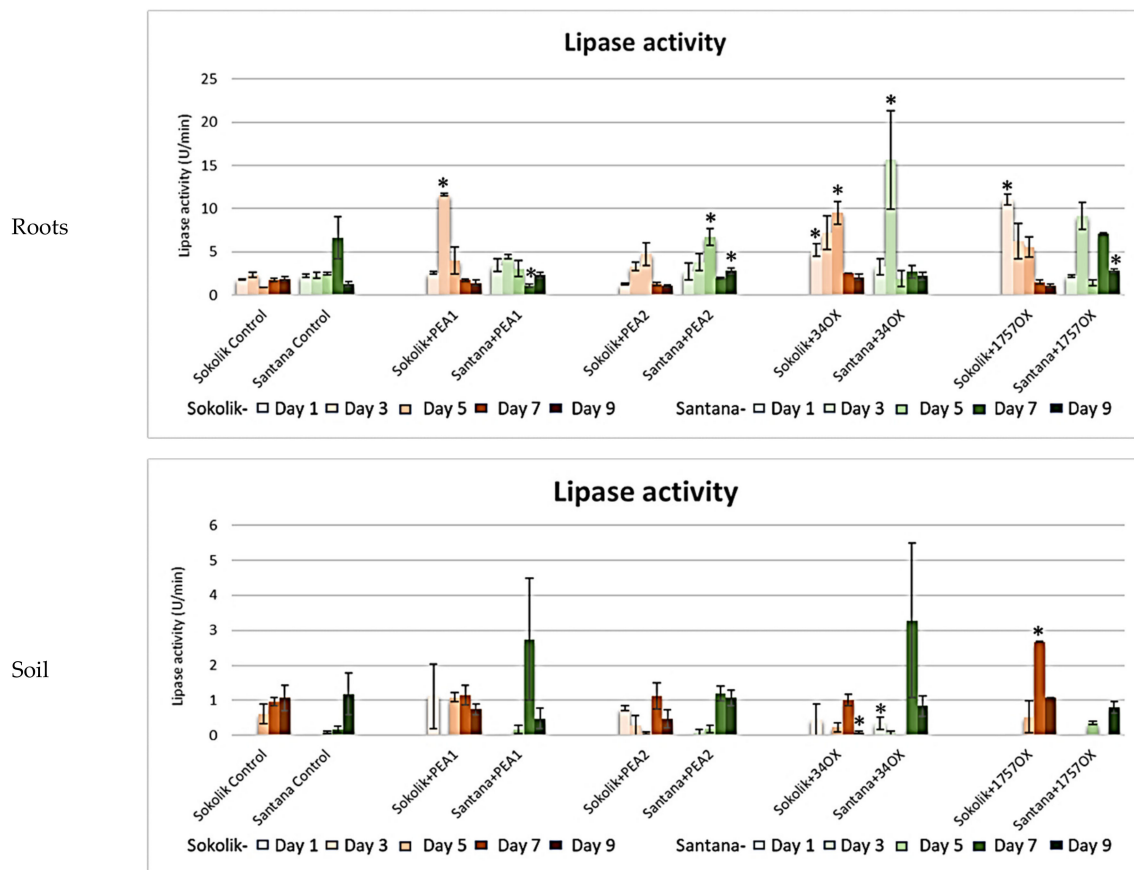 Roots
Lipase activity
Lipase activity (U/min)
25
20
15
10
5
0
*
*
*
*
*
*
*
*
*
Sokolik Control
Santana Control
Sokolik+PEA1
Santana+PEA1
Sokolik+PEA2
Santana+PEA2
Sokolik+34OX
Santana+34OX
Sokolik+1757OX
Santana+1757OX
Sokolik- Day 1 Day 3 Day 5 Day 7 Day 9 Santana- Day 1 Day 3 Day 5 Day 7 Day 9
Soil
Lipase activity
Lipase activity (U/min)
6
5
4
3
2
1
0
*
*
*
Sokolik Control
Santana Control
Sokolik+PEA1
Santana+PEA1
Sokolik+PEA2
Santana+PEA2
Sokolik+34OX
Santana+34OX
Sokolik+1757OX
Santana+1757OX
Sokolik- Day 1 Day 3 Day 5 Day 7 Day 9 Santana- Day 1 Day 3 Day 5 Day 7 Day 9